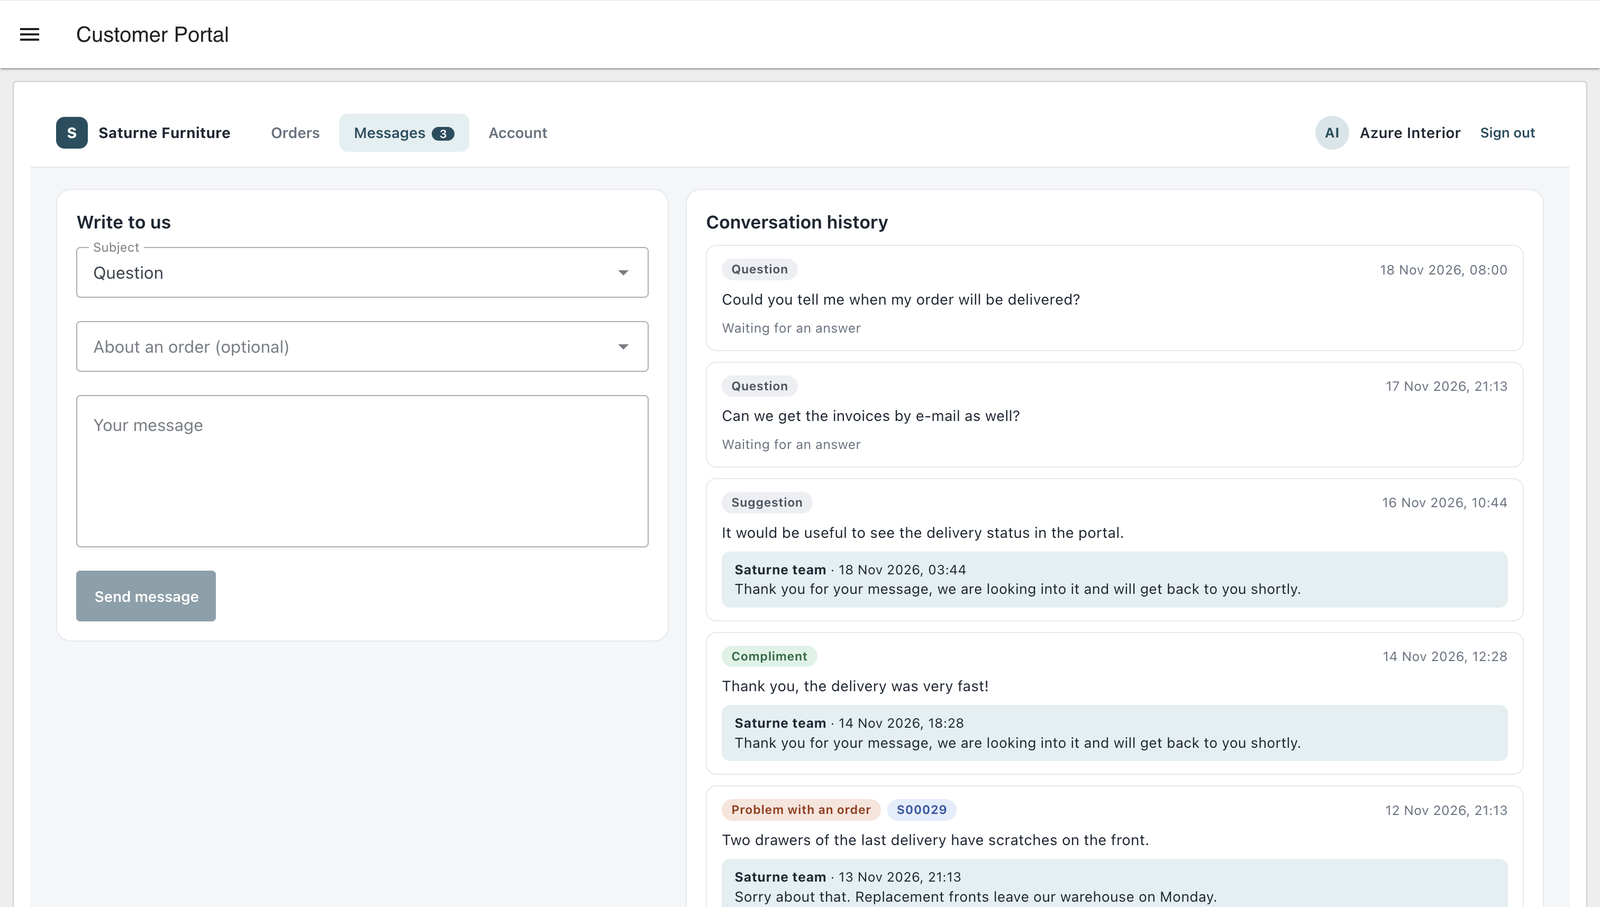 Customer Portal
S Saturne Furniture Orders Messages 3 Account AI Azure Interior Sign out
Write to us
Subject
Question
About an order (optional)
Your message
Send message
Conversation history
Question 18 Nov 2026, 08:00
Could you tell me when my order will be delivered?
Waiting for an answer
Question 17 Nov 2026, 21:13
Can we get the invoices by e-mail as well?
Waiting for an answer
Suggestion 16 Nov 2026, 10:44
It would be useful to see the delivery status in the portal.
Saturne team · 18 Nov 2026, 03:44
Thank you for your message, we are looking into it and will get back to you shortly.
Compliment 14 Nov 2026, 12:28
Thank you, the delivery was very fast!
Saturne team · 14 Nov 2026, 18:28
Thank you for your message, we are looking into it and will get back to you shortly.
Problem with an order S00029 12 Nov 2026, 21:13
Two drawers of the last delivery have scratches on the front.
Saturne team · 13 Nov 2026, 21:13
Sorry about that. Replacement fronts leave our warehouse on Monday.